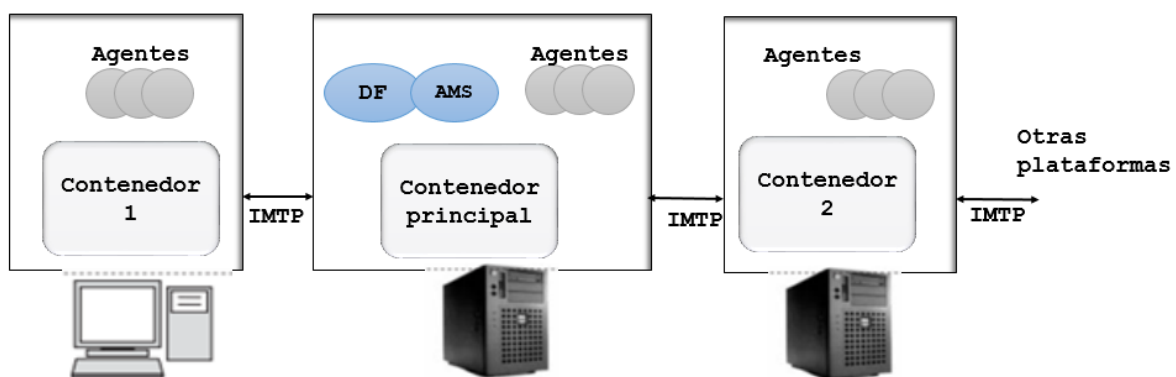 Agentes
Contenedor
1
IMTP
DF
AMS
Agentes
Contenedor
principal
IMTP
Agentes
Contenedor
2
IMTP
Otras
plataformas